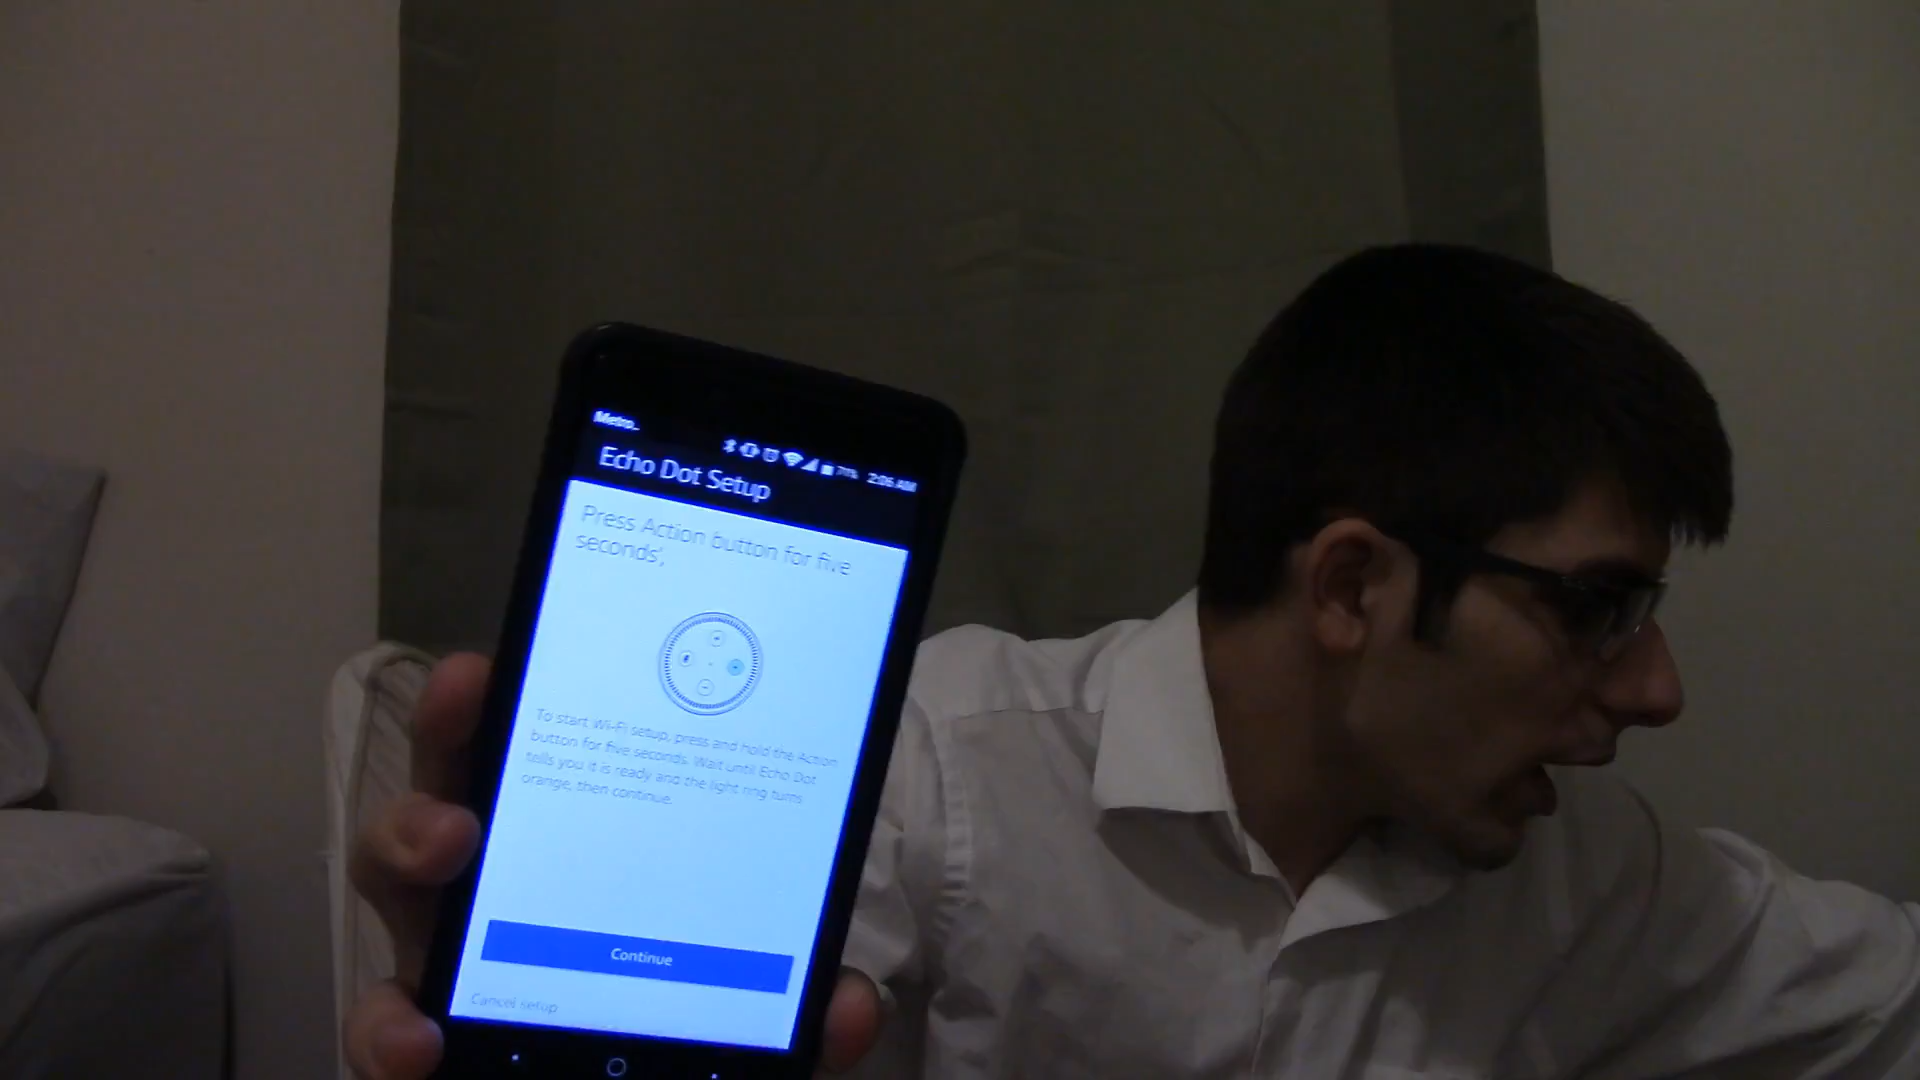 Metro..
71% 2:06 AM
Echo Dot Setup
Press Action button for five
seconds',
To start Wi-Fi setup, press and hold the Action
button for five seconds. Wait until Echo Dot
tells you it is ready and the light ring turns
orange, then continue.
Continue
Cancel setup